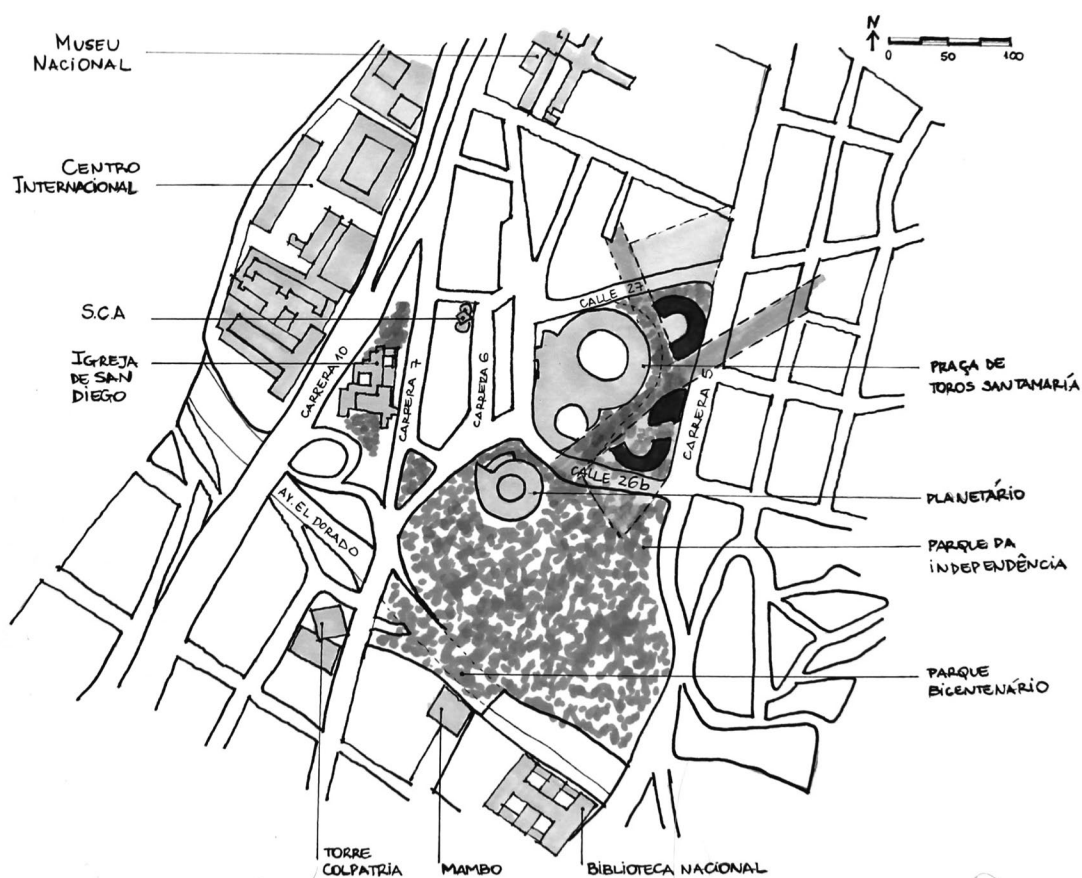 MUSEU
NACIONAL
N
0 50 100
CENTRO
INTERNACIONAL
S.C.A
IGREJA
DE SAN
DIEGO
CARRERA 10
CARRERA 7
CARRERA 6
CALLE 27
CARRERA 5
PRAÇA DE
TOROS SANTAMARÍA
CALLE 26b
AV. EL DORADO
PLANETÁRIO
PARQUE DA
INDEPENDÊNCIA
PARQUE
BICENTENÁRIO
TORRE
COLPATRIA
MAMBO
BIBLIOTECA NACIONAL